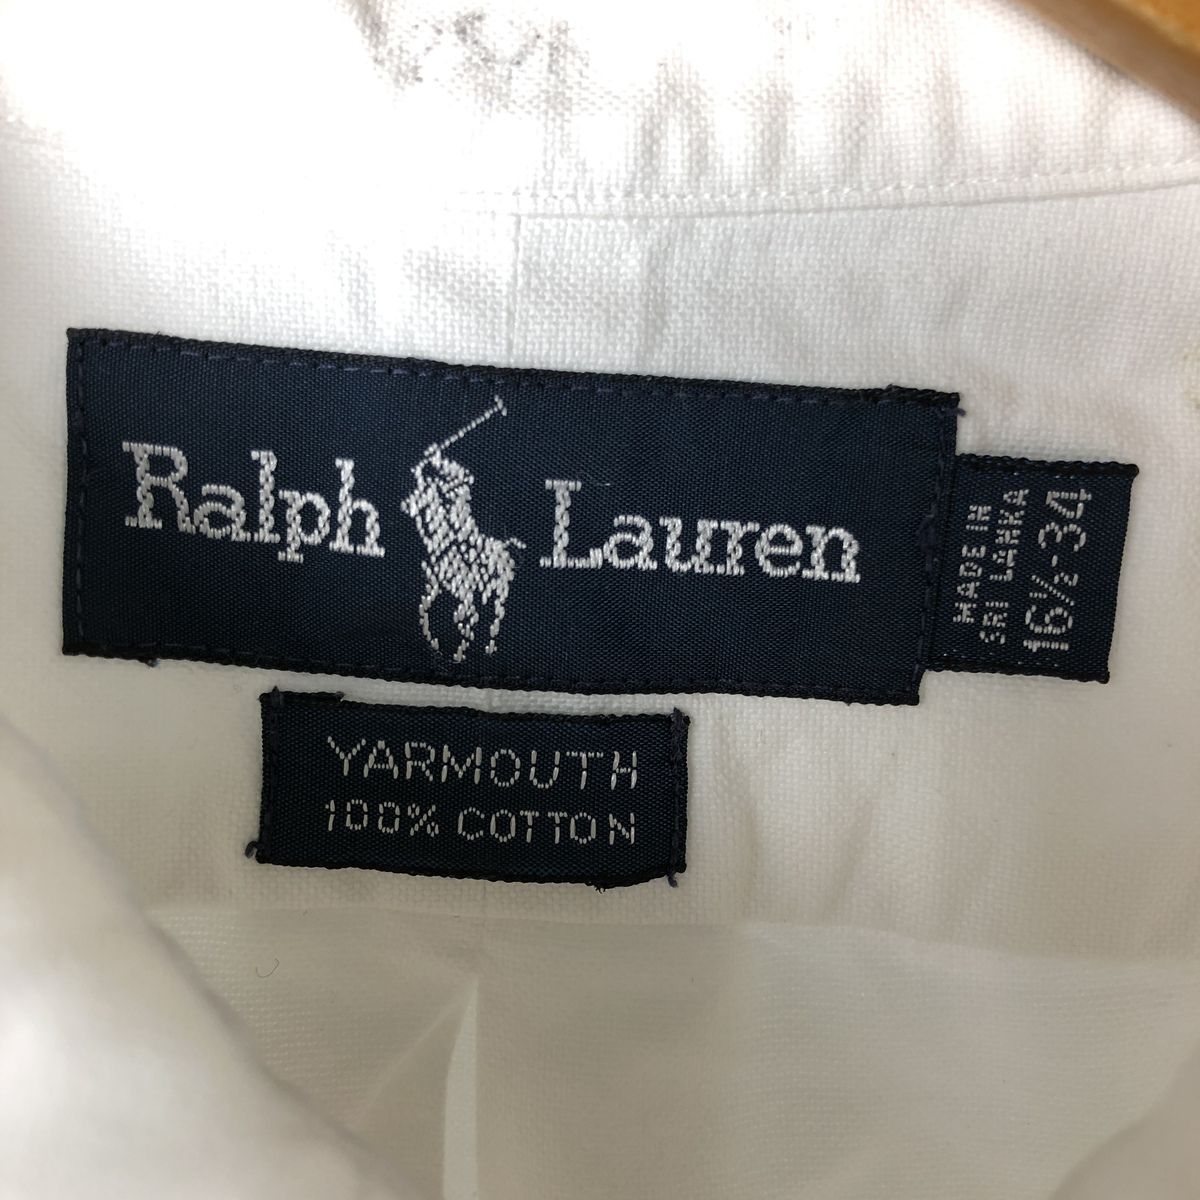 Ralph Lauren
MADE IN
SRI LANKA
16½-34
YARMOUTH
100% COTTON